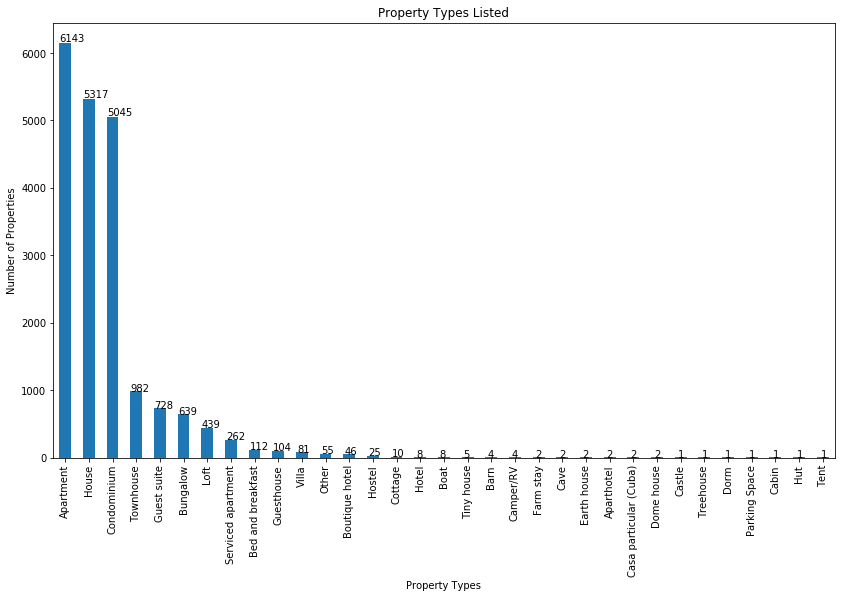 Property Types Listed
Number of Properties
6000
5000
4000
3000
2000
1000
0
6143
5317
5045
982
728
639
439
262
112
104
81
55
46
25
10
8
8
5
4
4
2
2
2
2
2
2
1
1
1
1
1
1
1
Apartment
House
Condominium
Townhouse
Guest suite
Bungalow
Loft
Serviced apartment
Bed and breakfast
Guesthouse
Villa
Other
Boutique hotel
Hostel
Cottage
Hotel
Boat
Tiny house
Barn
Camper/RV
Farm stay
Cave
Earth house
Aparthotel
Casa particular (Cuba)
Dome house
Castle
Treehouse
Dorm
Parking Space
Cabin
Hut
Tent
Property Types